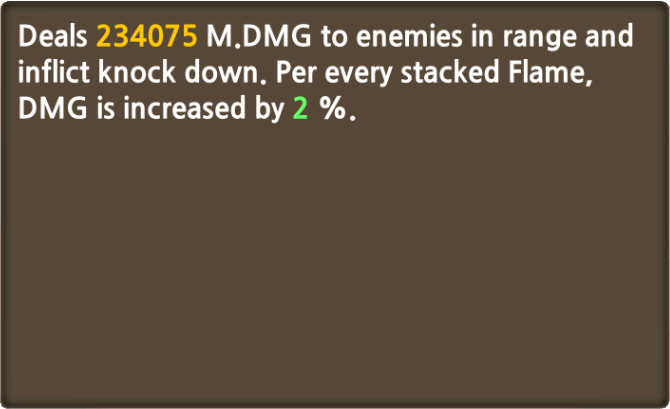 Deals 234075 M.DMG to enemies in range and
inflict knock down. Per every stacked Flame,
DMG is increased by 2 %.